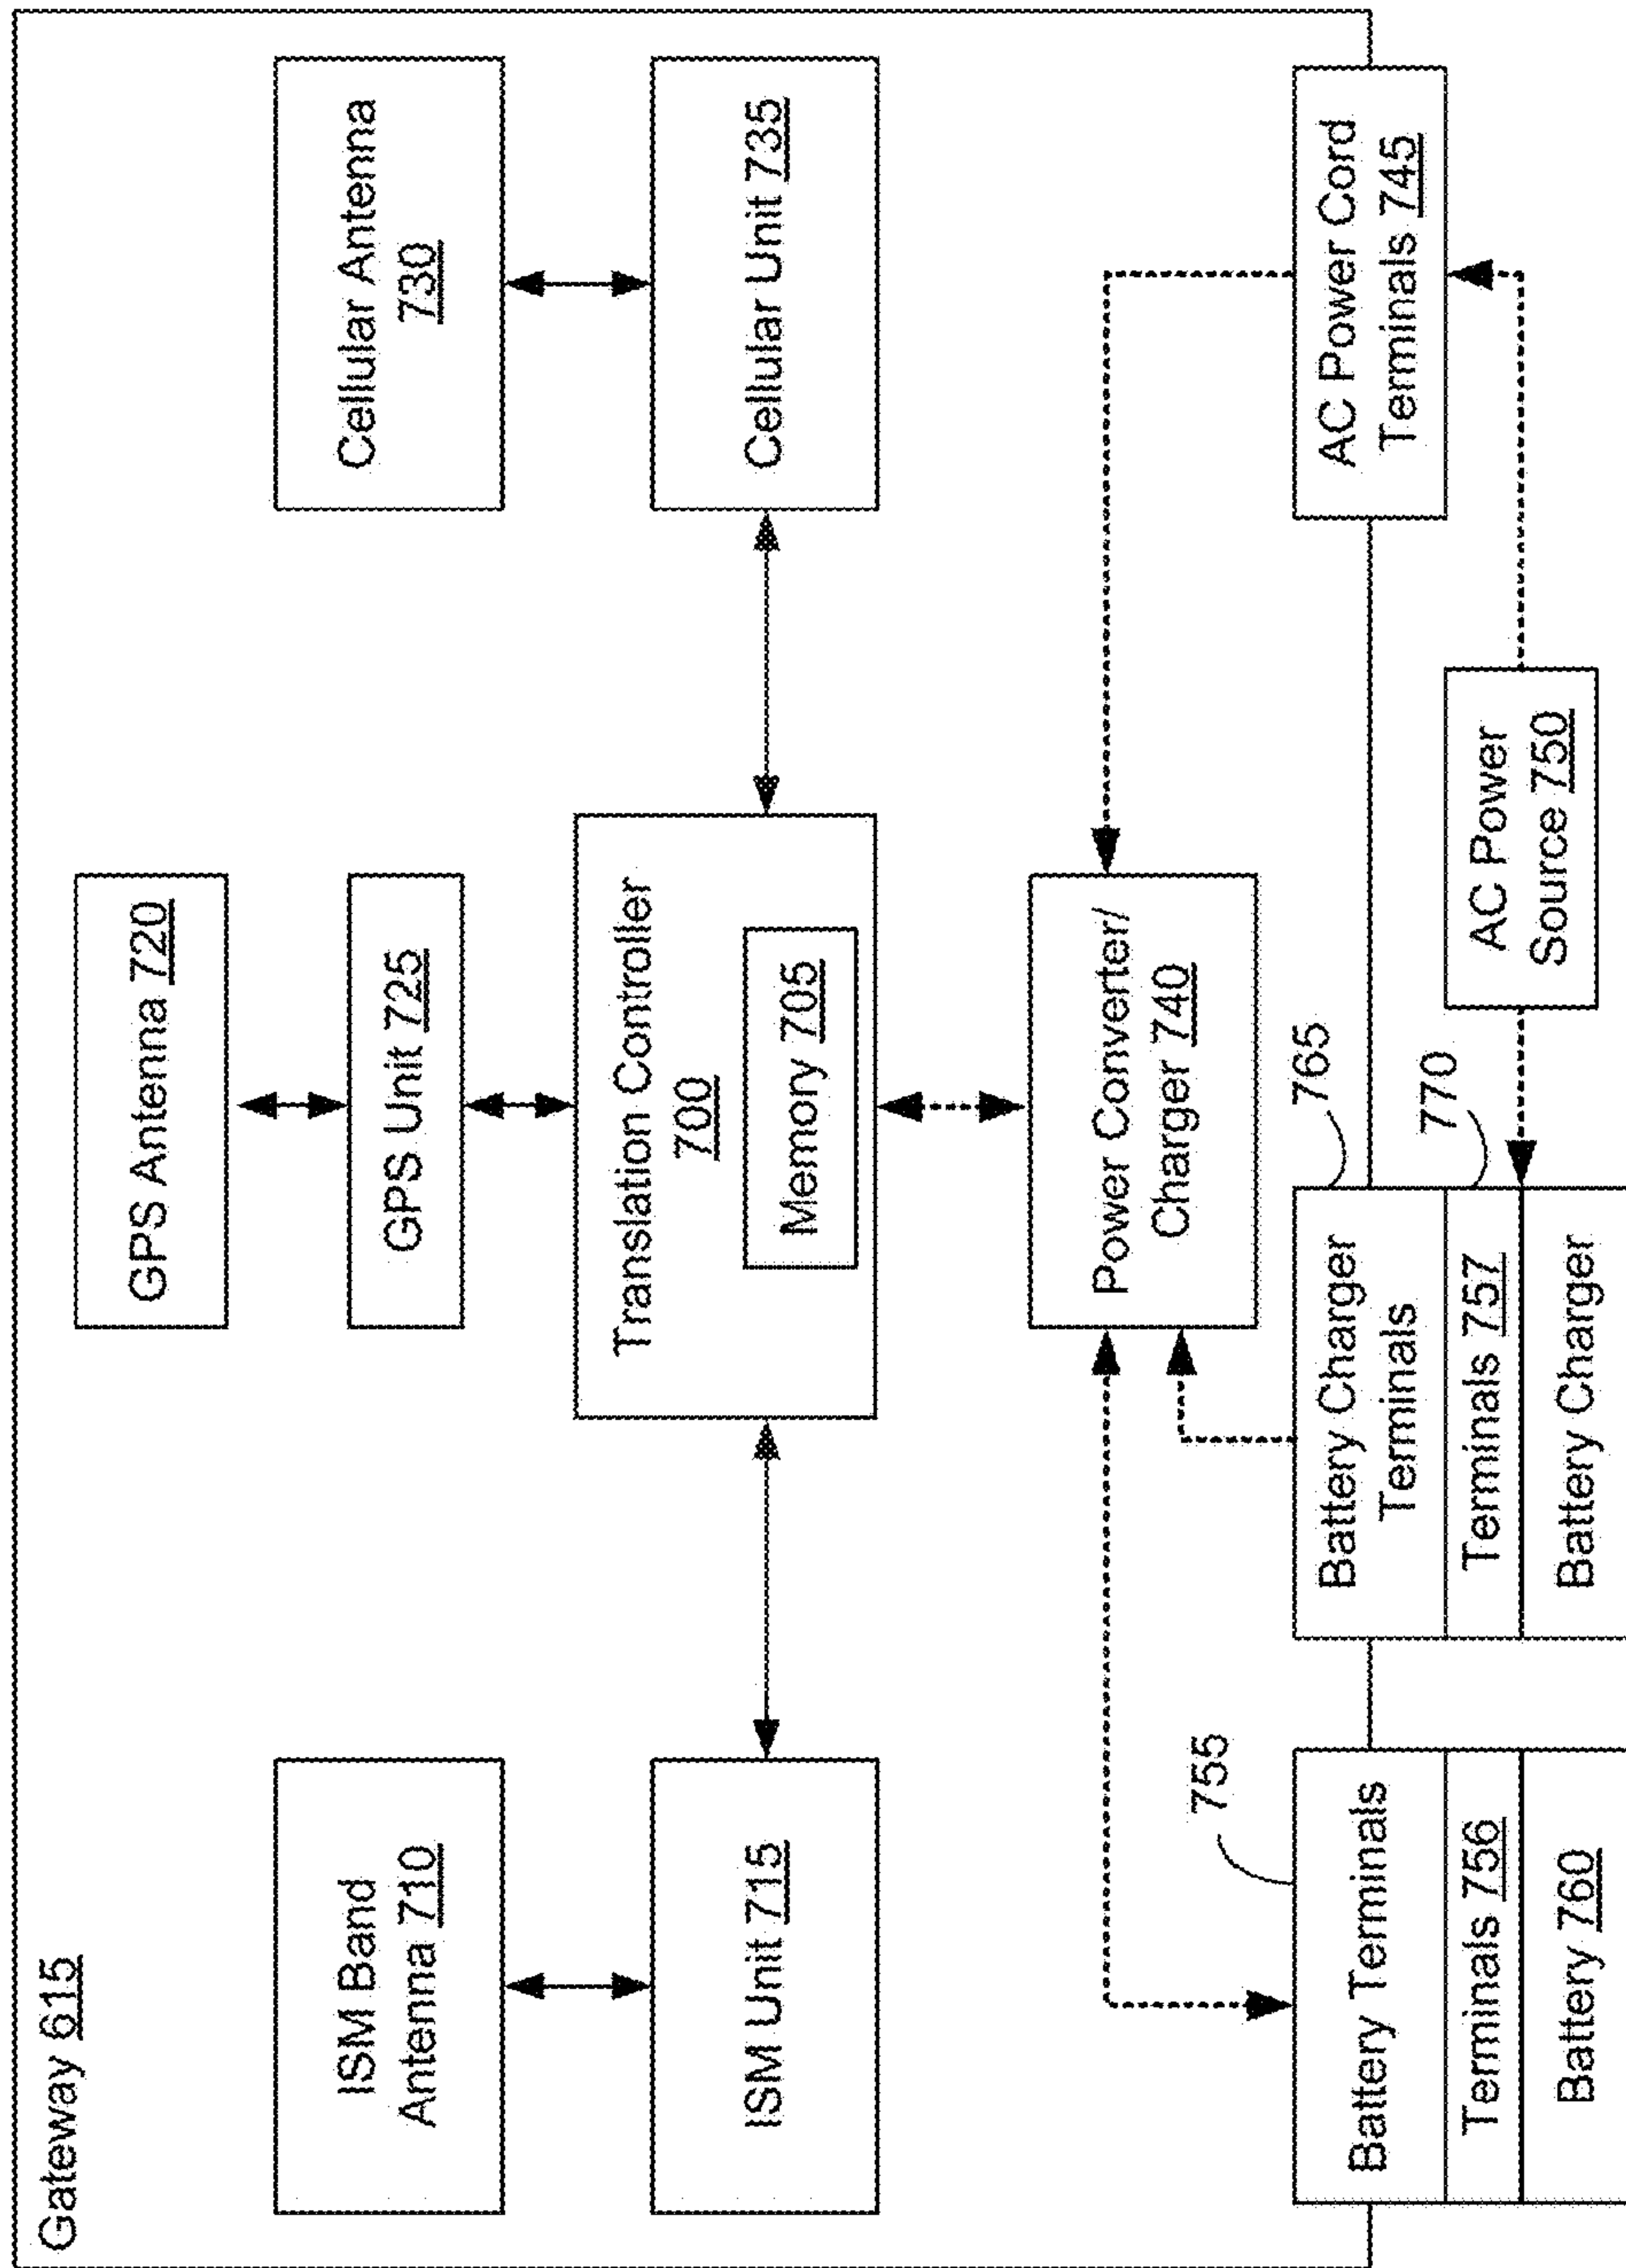 Gateway 615
GPS Antenna 720
ISM Band
Antenna 710
GPS Unit 725
Cellular Antenna
730
ISM Unit 715
Translation Controller
700
Memory 705
Cellular Unit 735
Power Converter/
Charger 740
755
765
Battery Terminals
Terminals 756
Battery 760
Battery Charger
Terminals
Terminals 757
Battery Charger
770
AC Power
Source 750
AC Power Cord
Terminals 745